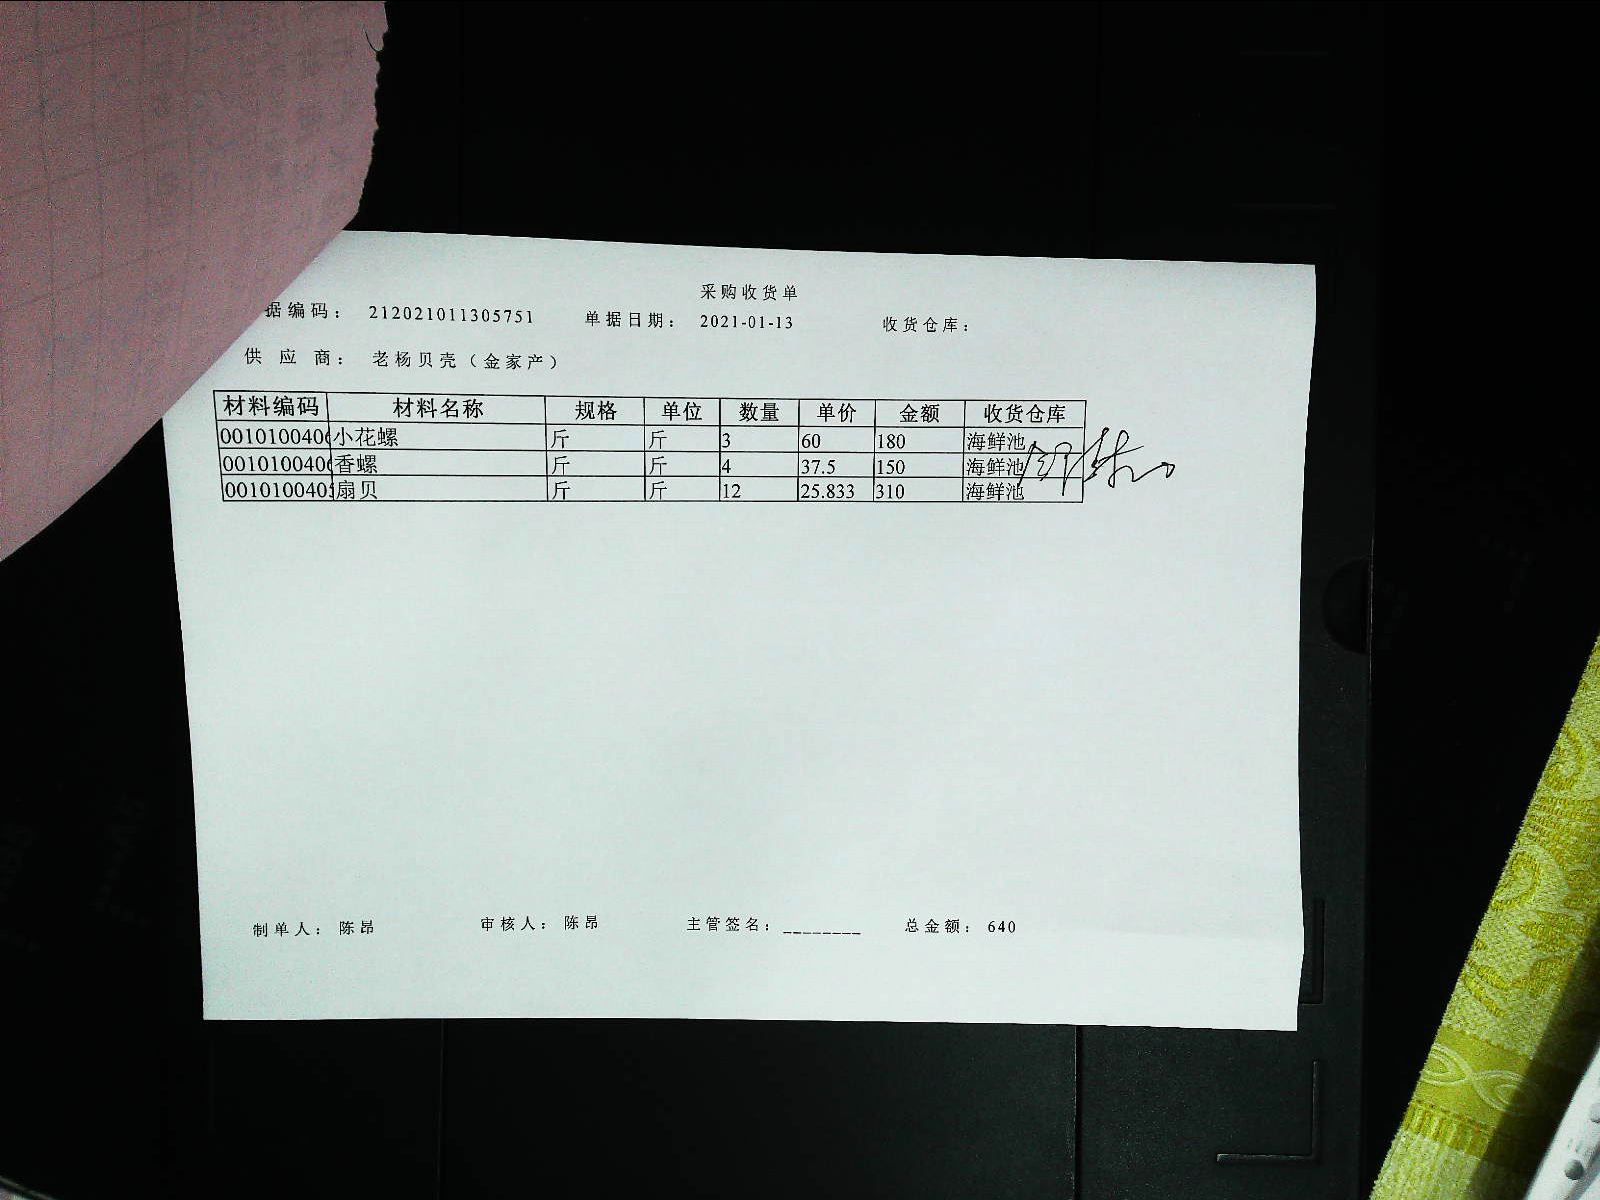 采购收货单
据编码： 212021011305751 单据日期： 2021-01-13 收货仓库：
供应商： 老杨贝壳（金家产）
材料编码 材料名称 规格 单位 数量 单价 金额 收货仓库
0010100406 小花螺 斤 斤 3 60 180 海鲜池
0010100406 香螺 斤 斤 4 37.5 150 海鲜池
0010100405 扇贝 斤 斤 12 25.833 310 海鲜池
制单人： 陈昂 审核人： 陈昂 主管签名：________ 总金额： 640